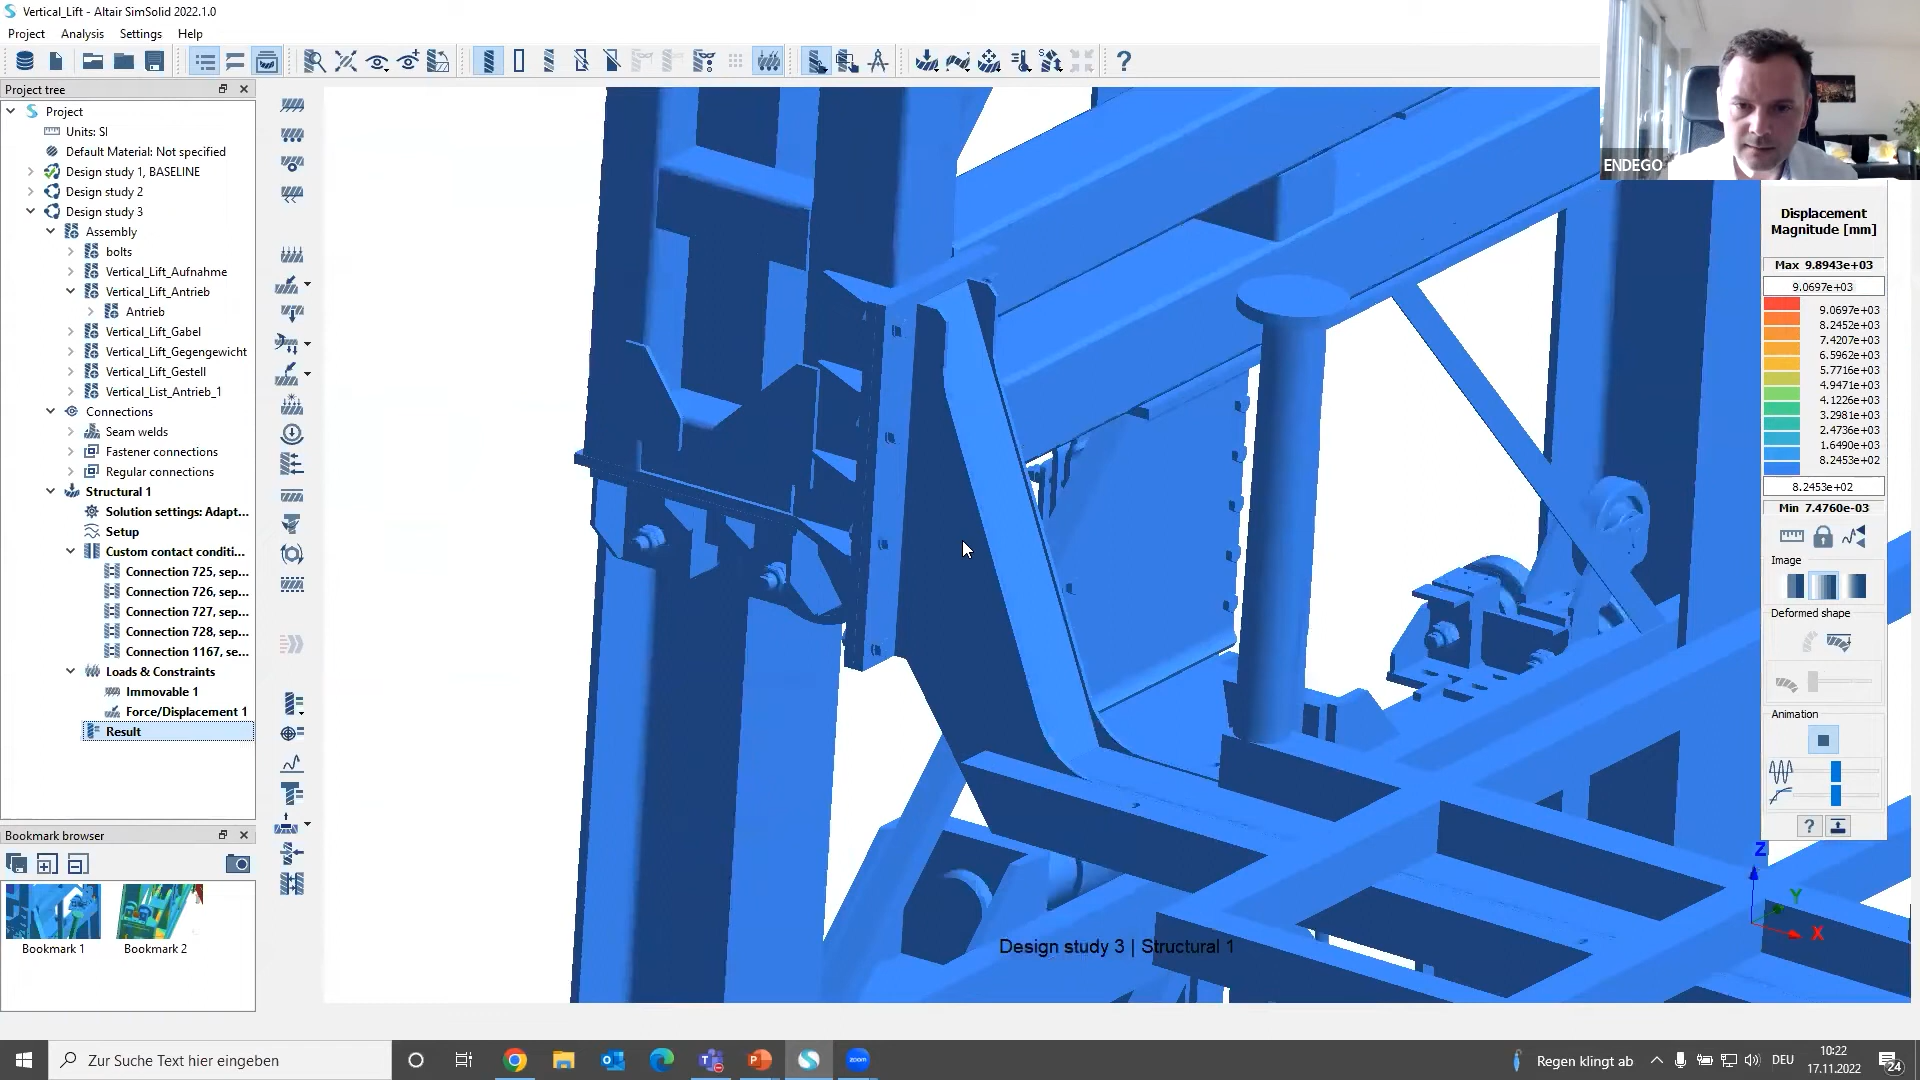 Vertical_Lift - Altair SimSolid 2022.1.0
Project Analysis Settings Help
Project tree
Project
Units: SI
Default Material: Not specified
Design study 1, BASELINE
Design study 2
Design study 3
Assembly
bolts
Vertical_Lift_Aufnahme
Vertical_Lift_Antrieb
Antrieb
Vertical_Lift_Gabel
Vertical_Lift_Gegengewicht
Vertical_Lift_Gestell
Vertical_List_Antrieb_1
Connections
Seam welds
Fastener connections
Regular connections
Structural 1
Solution settings: Adapt...
Setup
Custom contact conditi...
Connection 725, sep...
Connection 726, sep...
Connection 727, sep...
Connection 728, sep...
Connection 1167, se...
Loads & Constraints
Immovable 1
Force/Displacement 1
Result
Bookmark browser
Bookmark 1
Bookmark 2
Design study 3 | Structural 1
ENDEGO
Displacement
Magnitude [mm]
Max 9.8943e+03
9.0697e+03
9.0697e+03
8.2452e+03
7.4207e+03
6.5962e+03
5.7716e+03
4.9471e+03
4.1226e+03
3.2981e+03
2.4736e+03
1.6490e+03
8.2453e+02
8.2453e+02
Min 7.4760e-03
Image
Deformed shape
Animation
?
Z
Y
X
Zur Suche Text hier eingeben
zoom
Regen klingt ab
DEU
10:22
17.11.2022
24